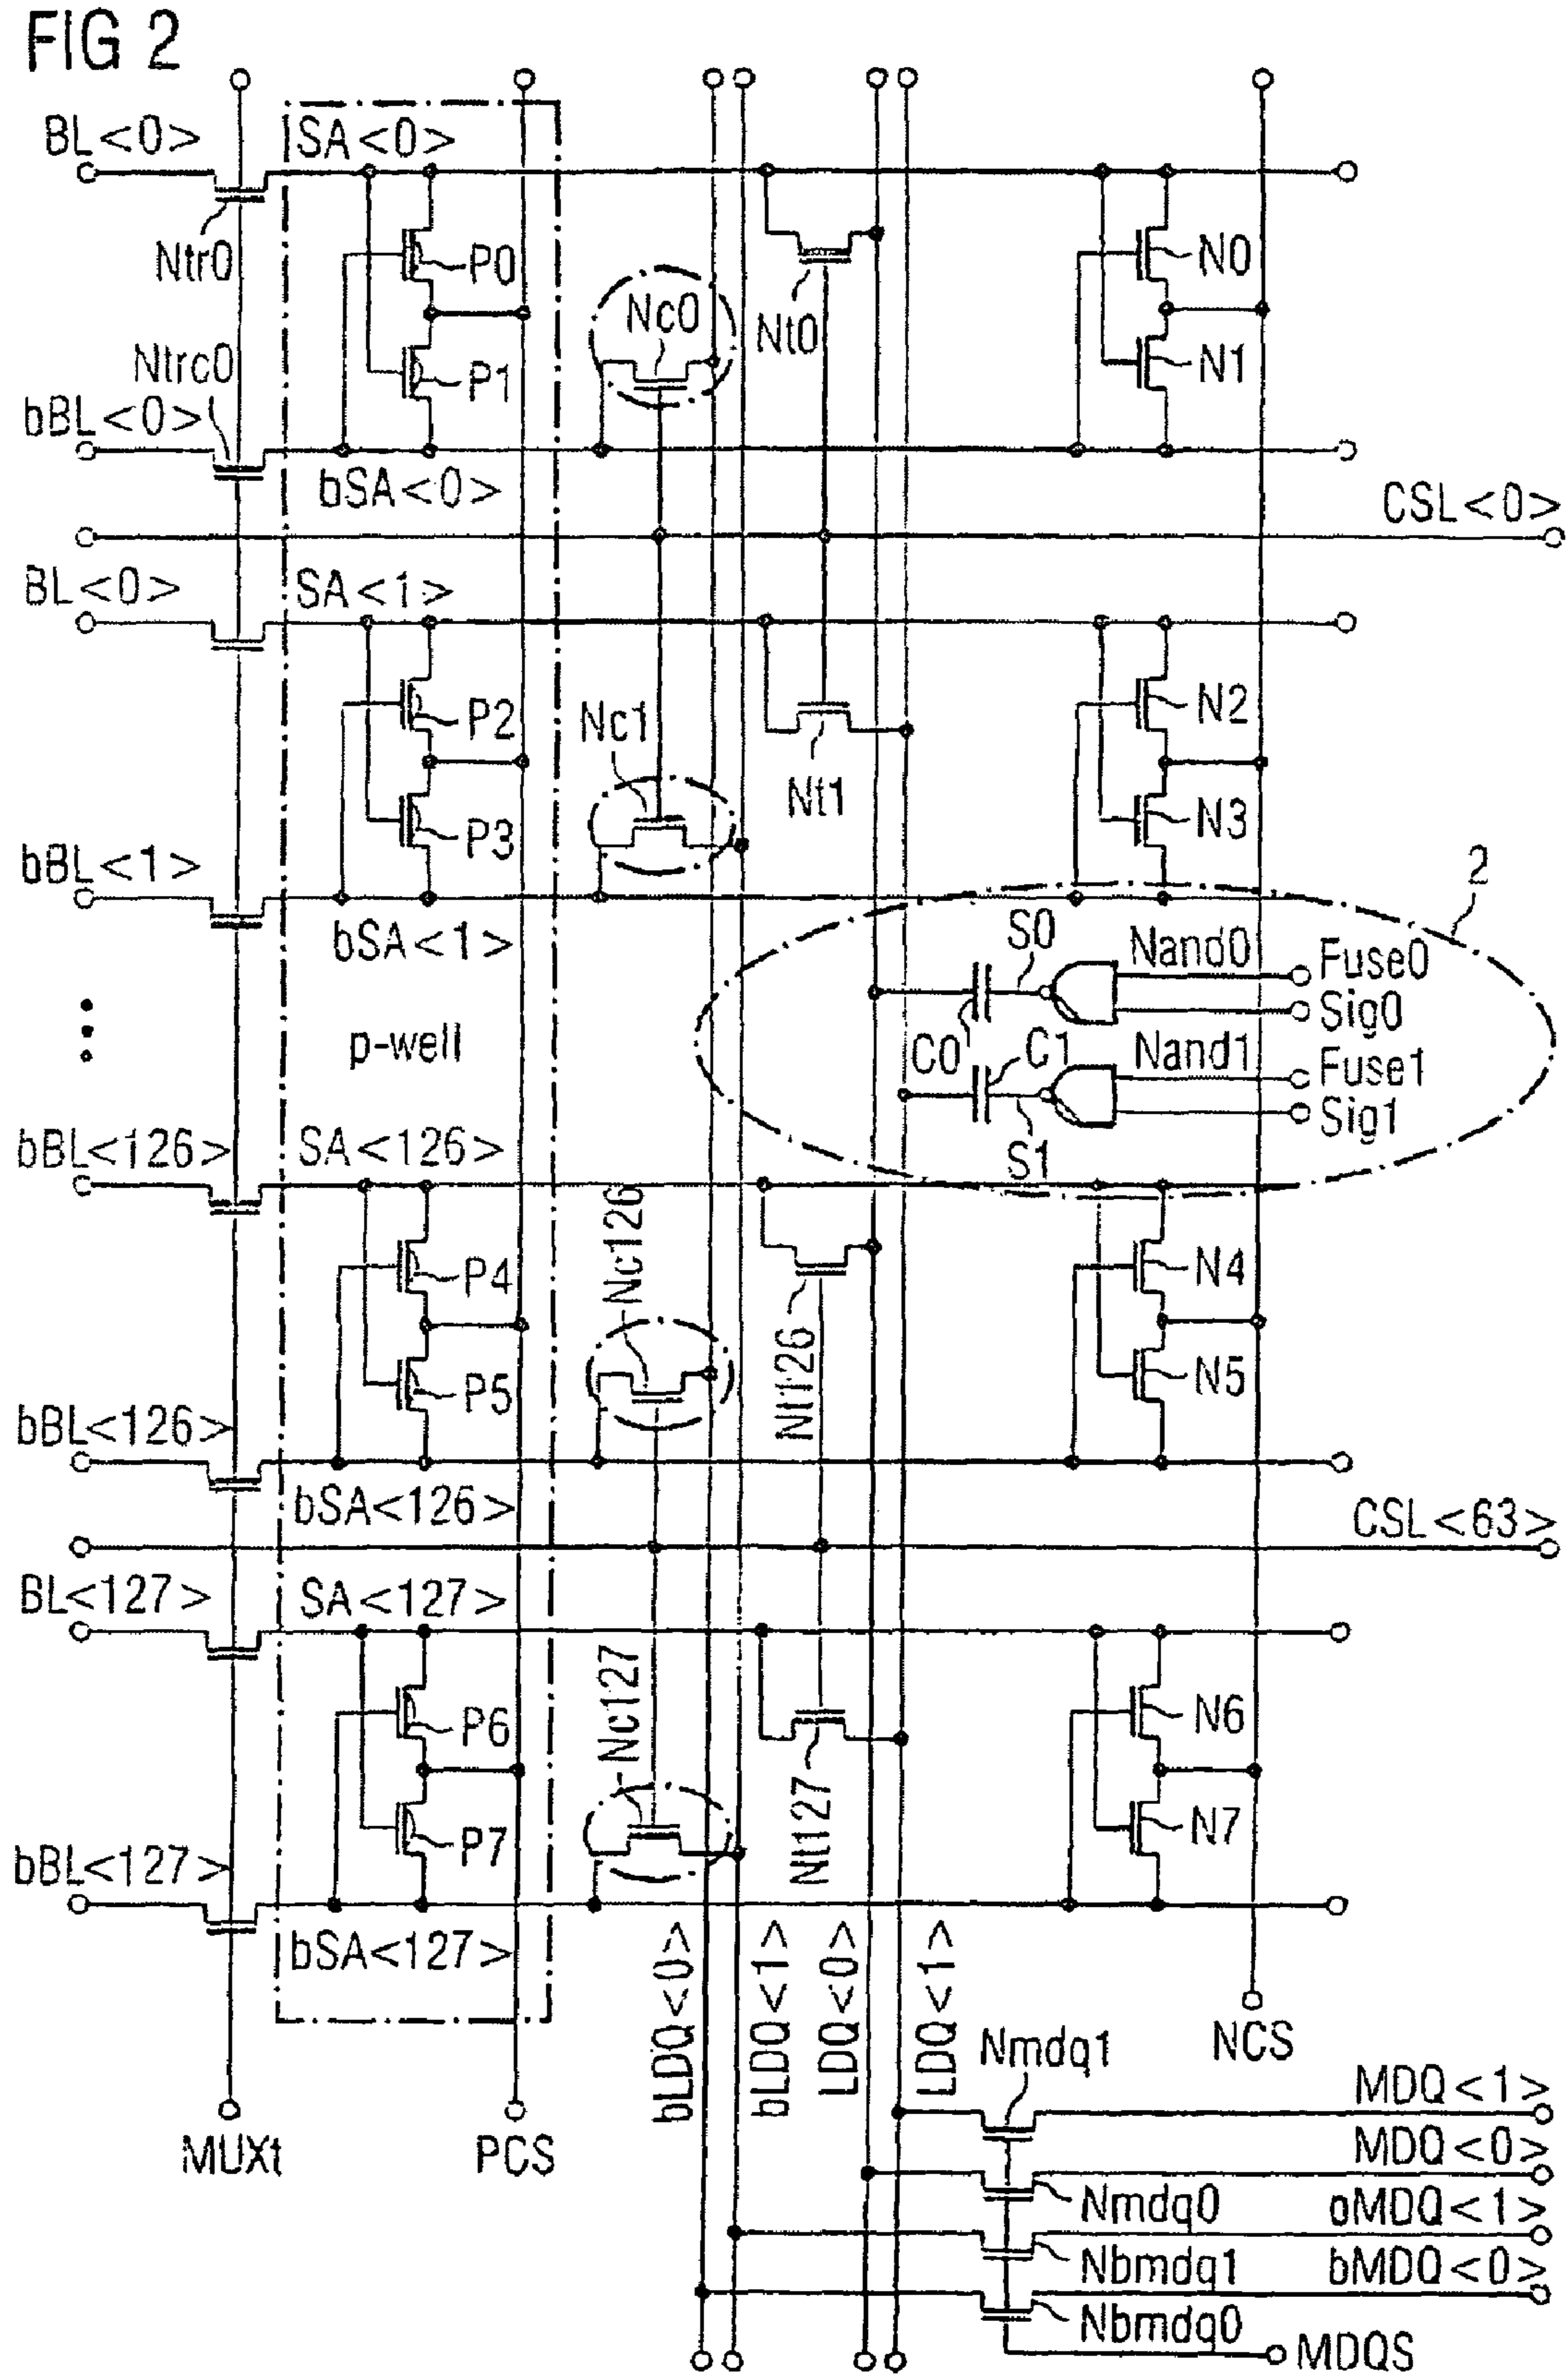 FIG 2
BL<0>
SA<0>
Ntr0
P0
Nc0
Nt0
N0
Ntrc0
P1
N1
bBL<0>
bSA<0>
CSL<0>
BL<0>
SA<1>
P2
Nc1
N2
P3
Nt1
N3
bBL<1>
bSA<1>
2
S0
Nand0
Fuse0
Sig0
p-well
C0
C1
Nand1
Fuse1
Sig1
S1
bBL<126>
SA<126>
Nc126
P4
N4
Nt126
P5
N5
bBL<126>
bSA<126>
CSL<63>
BL<127>
SA<127>
Nc127
P6
N6
Nt127
P7
N7
bBL<127>
bSA<127>
bLDQ<0>
bLDQ<1>
LDQ<0>
LDQ<1>
NCS
Nmdq1
MDQ<1>
MUXt
PCS
MDQ<0>
Nmdq0
oMDQ<1>
Nbmdq1
bMDQ<0>
Nbmdq0
MDQS